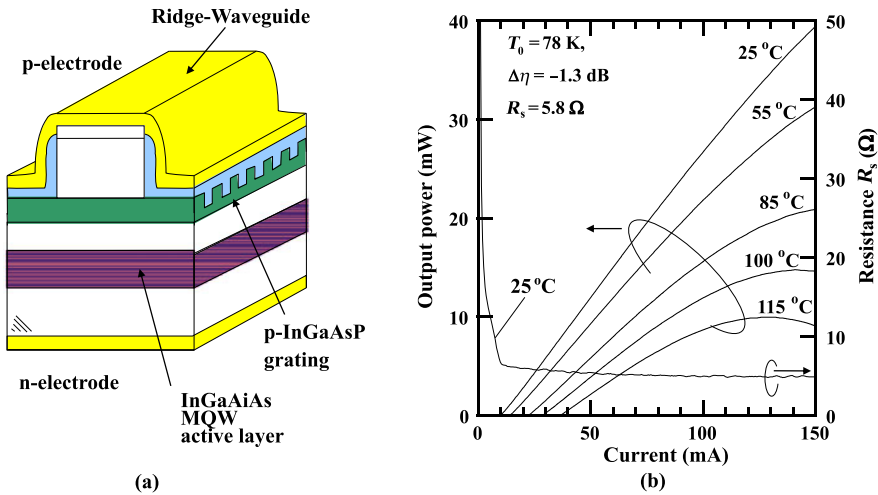 Ridge-Waveguide
p-electrode
p-InGaAsP
grating
n-electrode
InGaAiAs
MQW
active layer
(a)
40
30
20
10
0
Output power (mW)
T0 = 78 K,
Δη = −1.3 dB
Rs = 5.8 Ω
25 °C
55 °C
85 °C
100 °C
115 °C
25 °C
50
40
30
20
10
0
Resistance Rs (Ω)
0
50
100
150
Current (mA)
(b)